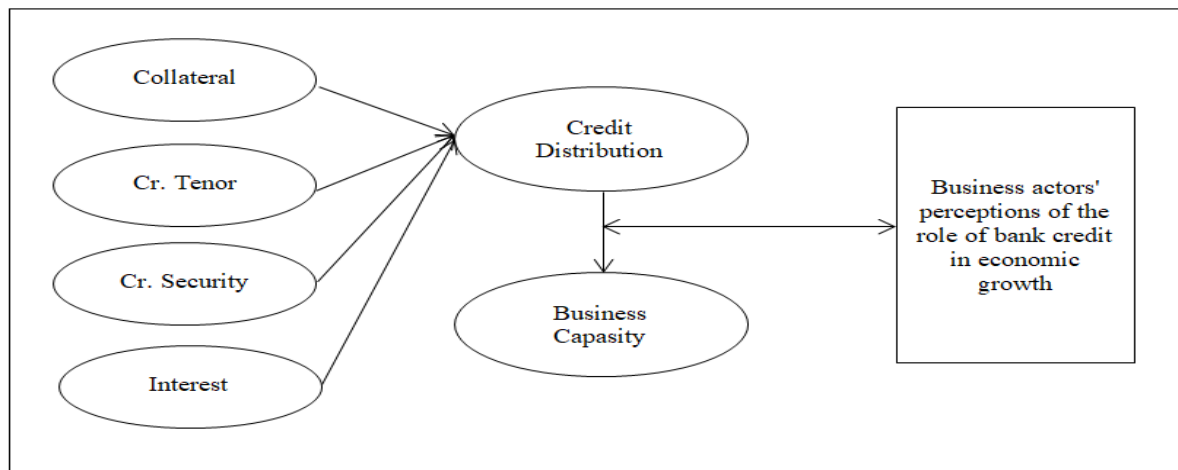 Collateral
Cr. Tenor
Cr. Security
Interest
Credit
Distribution
Business
Capasity
Business actors'
perceptions of the
role of bank credit
in economic
growth